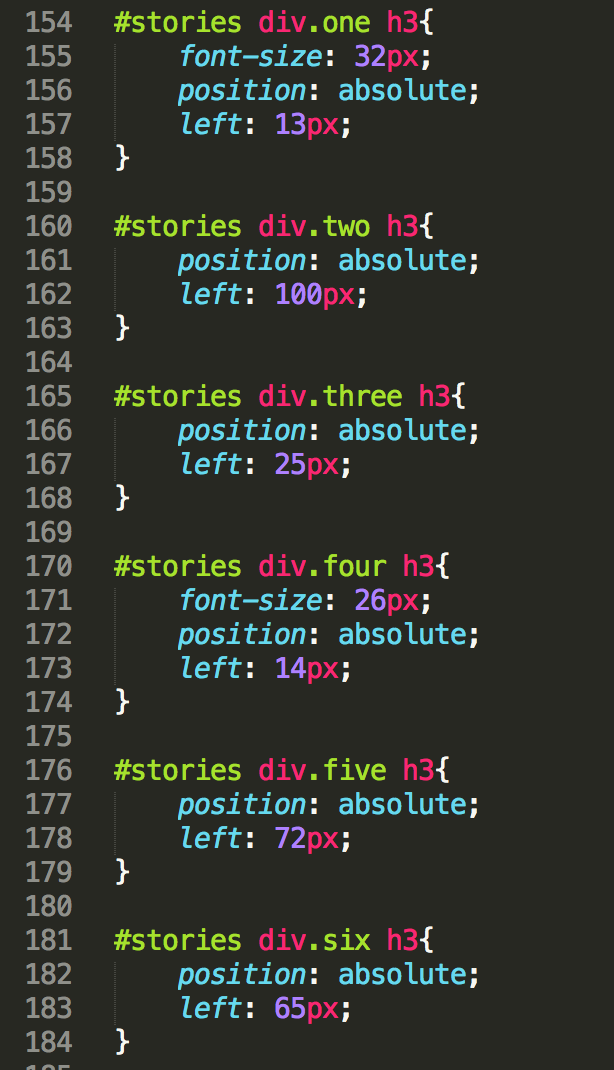 154 #stories div.one h3{
155 font-size: 32px;
156 position: absolute;
157 left: 13px;
158 }
159
160 #stories div.two h3{
161 position: absolute;
162 left: 100px;
163 }
164
165 #stories div.three h3{
166 position: absolute;
167 left: 25px;
168 }
169
170 #stories div.four h3{
171 font-size: 26px;
172 position: absolute;
173 left: 14px;
174 }
175
176 #stories div.five h3{
177 position: absolute;
178 left: 72px;
179 }
180
181 #stories div.six h3{
182 position: absolute;
183 left: 65px;
184 }